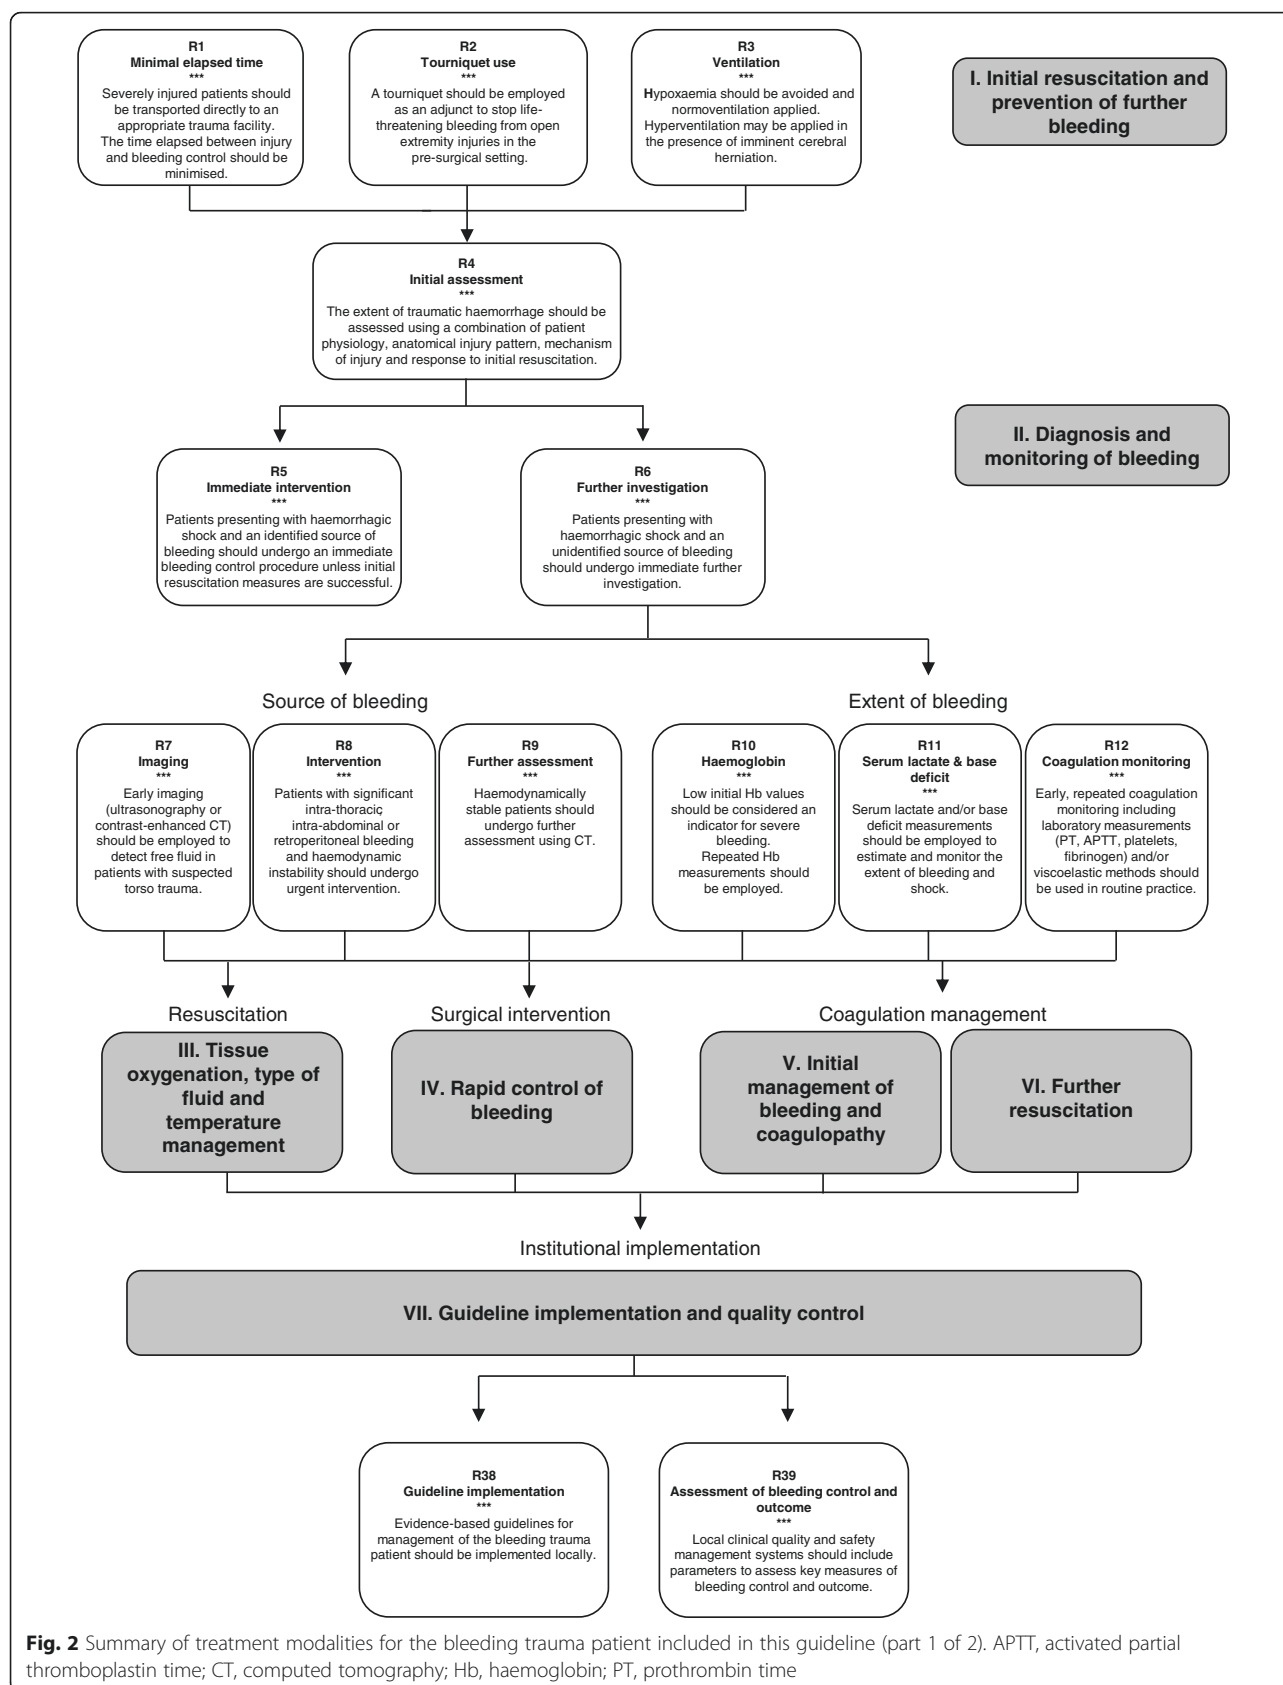 R1
Minimal elapsed time
***
Severely injured patients should
be transported directly to an
appropriate trauma facility.
The time elapsed between injury
and bleeding control should be
minimised.
R2
Tourniquet use
***
A tourniquet should be employed
as an adjunct to stop life-
threatening bleeding from open
extremity injuries in the
pre-surgical setting.
R3
Ventilation
***
Hypoxaemia should be avoided and
normoventilation applied.
Hyperventilation may be applied in
the presence of imminent cerebral
herniation.
I. Initial resuscitation and
prevention of further
bleeding
R4
Initial assessment
***
The extent of traumatic haemorrhage should be
assessed using a combination of patient
physiology, anatomical injury pattern, mechanism
of injury and response to initial resuscitation.
II. Diagnosis and
monitoring of bleeding
R5
Immediate intervention
***
Patients presenting with haemorrhagic
shock and an identified source of
bleeding should undergo an immediate
bleeding control procedure unless initial
resuscitation measures are successful.
R6
Further investigation
***
Patients presenting with
haemorrhagic shock and an
unidentified source of bleeding
should undergo immediate further
investigation.
Source of bleeding
Extent of bleeding
R7
Imaging
***
Early imaging
(ultrasonography or
contrast-enhanced CT)
should be employed to
detect free fluid in
patients with suspected
torso trauma.
R8
Intervention
***
Patients with significant
intra-thoracic,
intra-abdominal or
retroperitoneal bleeding
and haemodynamic
instability should undergo
urgent intervention.
R9
Further assessment
***
Haemodynamically
stable patients should
undergo further
assessment using CT.
R10
Haemoglobin
***
Low initial Hb values
should be considered an
indicator for severe
bleeding.
Repeated Hb
measurements should
be employed.
R11
Serum lactate & base
deficit
***
Serum lactate and/or base
deficit measurements
should be employed to
estimate and monitor the
extent of bleeding and
shock.
R12
Coagulation monitoring
***
Early, repeated coagulation
monitoring including
laboratory measurements
(PT, APTT, platelets,
fibrinogen) and/or
viscoelastic methods should
be used in routine practice.
Resuscitation
Surgical intervention
Coagulation management
III. Tissue
oxygenation, type of
fluid and
temperature
management
IV. Rapid control of
bleeding
V. Initial
management of
bleeding and
coagulopathy
VI. Further
resuscitation
Institutional implementation
VII. Guideline implementation and quality control
R38
Guideline implementation
***
Evidence-based guidelines for
management of the bleeding trauma
patient should be implemented locally.
R39
Assessment of bleeding control and
outcome
***
Local clinical quality and safety
management systems should include
parameters to assess key measures of
bleeding control and outcome.
Fig. 2 Summary of treatment modalities for the bleeding trauma patient included in this guideline (part 1 of 2). APTT, activated partial
thromboplastin time; CT, computed tomography; Hb, haemoglobin; PT, prothrombin time